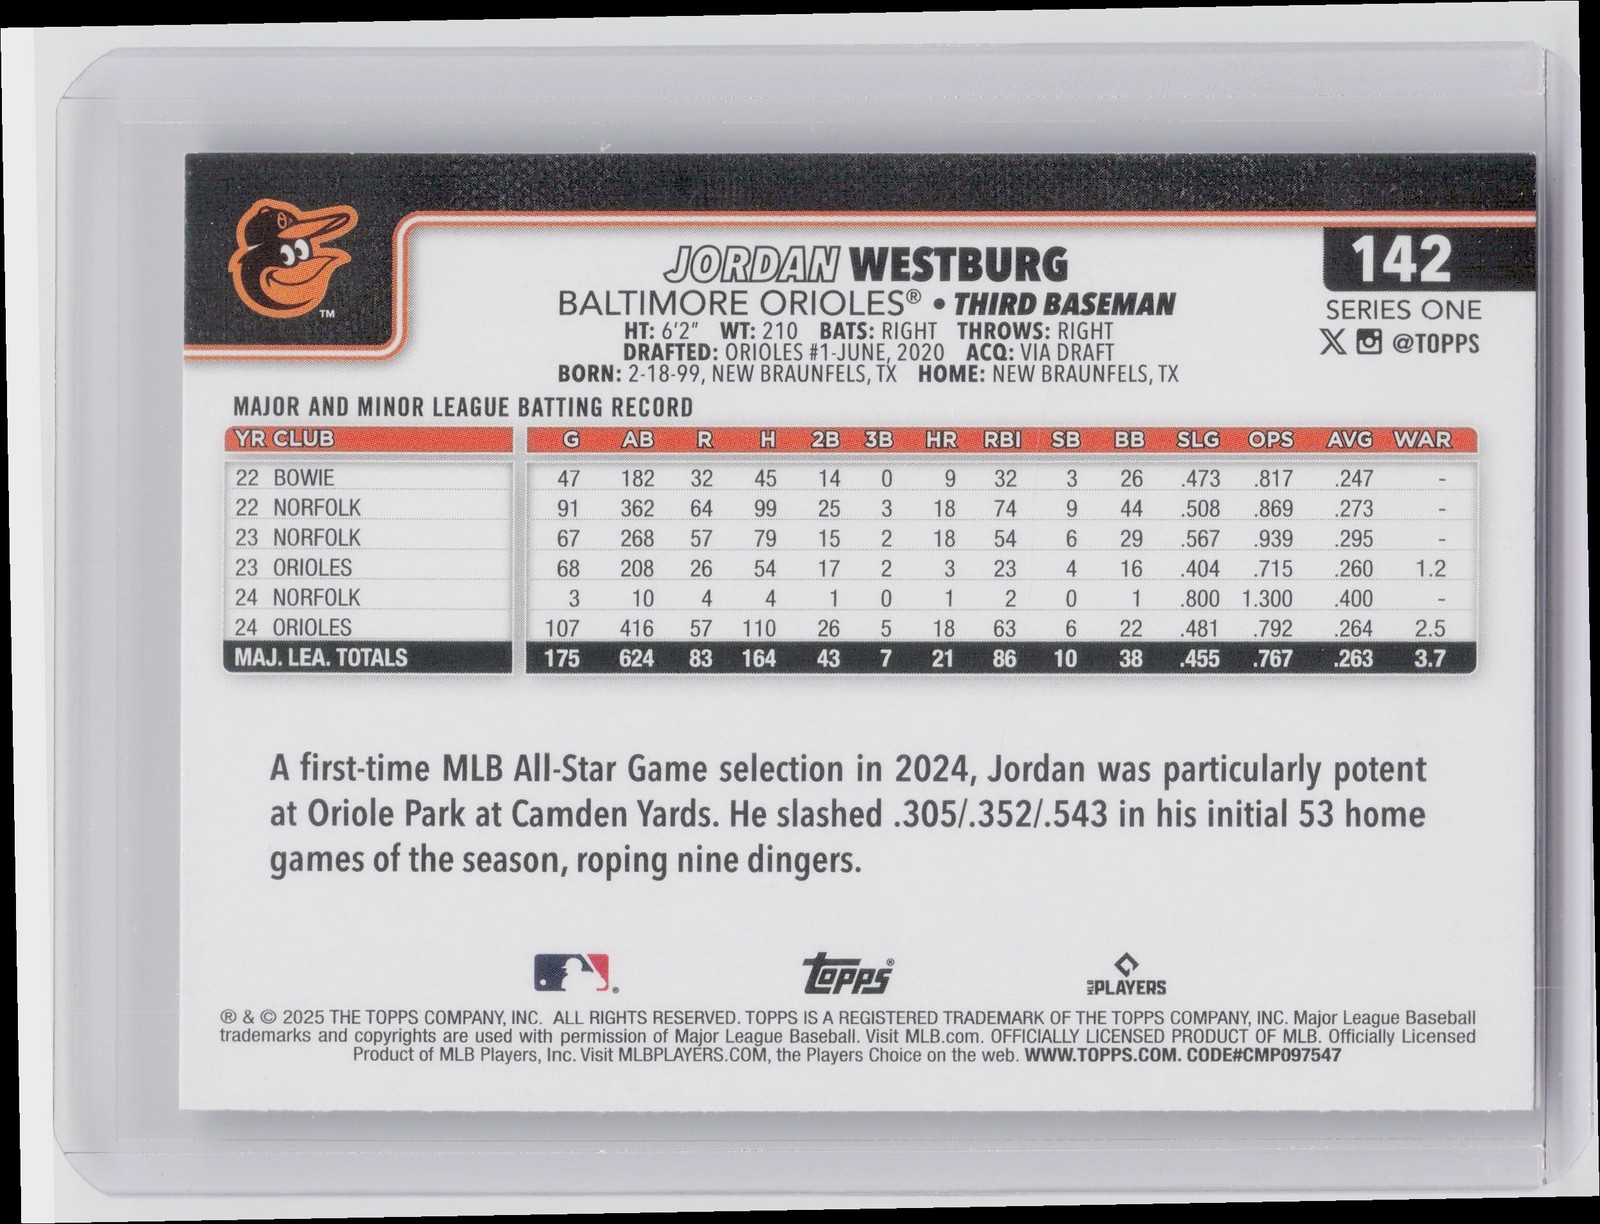 JORDAN WESTBURG
142
BALTIMORE ORIOLES® • THIRD BASEMAN
SERIES ONE
HT: 6'2" WT: 210 BATS: RIGHT THROWS: RIGHT
@TOPPS
DRAFTED: ORIOLES #1-JUNE, 2020 ACQ: VIA DRAFT
BORN: 2-18-99, NEW BRAUNFELS, TX HOME: NEW BRAUNFELS, TX
TM
MAJOR AND MINOR LEAGUE BATTING RECORD
YR CLUB G AB R H 2B 3B HR RBI SB BB SLG OPS AVG WAR
22 BOWIE 47 182 32 45 14 0 9 32 3 26 .473 .817 .247 -
22 NORFOLK 91 362 64 99 25 3 18 74 9 44 .508 .869 .273 -
23 NORFOLK 67 268 57 79 15 2 18 54 6 29 .567 .939 .295 -
23 ORIOLES 68 208 26 54 17 2 3 23 4 16 .404 .715 .260 1.2
24 NORFOLK 3 10 4 4 1 0 1 2 0 1 .800 1.300 .400 -
24 ORIOLES 107 416 57 110 26 5 18 63 6 22 .481 .792 .264 2.5
MAJ. LEA. TOTALS 175 624 83 164 43 7 21 86 10 38 .455 .767 .263 3.7
A first-time MLB All-Star Game selection in 2024, Jordan was particularly potent
at Oriole Park at Camden Yards. He slashed .305/.352/.543 in his initial 53 home
games of the season, roping nine dingers.
Topps®
MLB PLAYERS
® & © 2025 THE TOPPS COMPANY, INC. ALL RIGHTS RESERVED. TOPPS IS A REGISTERED TRADEMARK OF THE TOPPS COMPANY, INC. Major League Baseball
trademarks and copyrights are used with permission of Major League Baseball. Visit MLB.com. OFFICIALLY LICENSED PRODUCT OF MLB. Officially Licensed
Product of MLB Players, Inc. Visit MLBPLAYERS.COM, the Players Choice on the web. WWW.TOPPS.COM. CODE#CMP097547